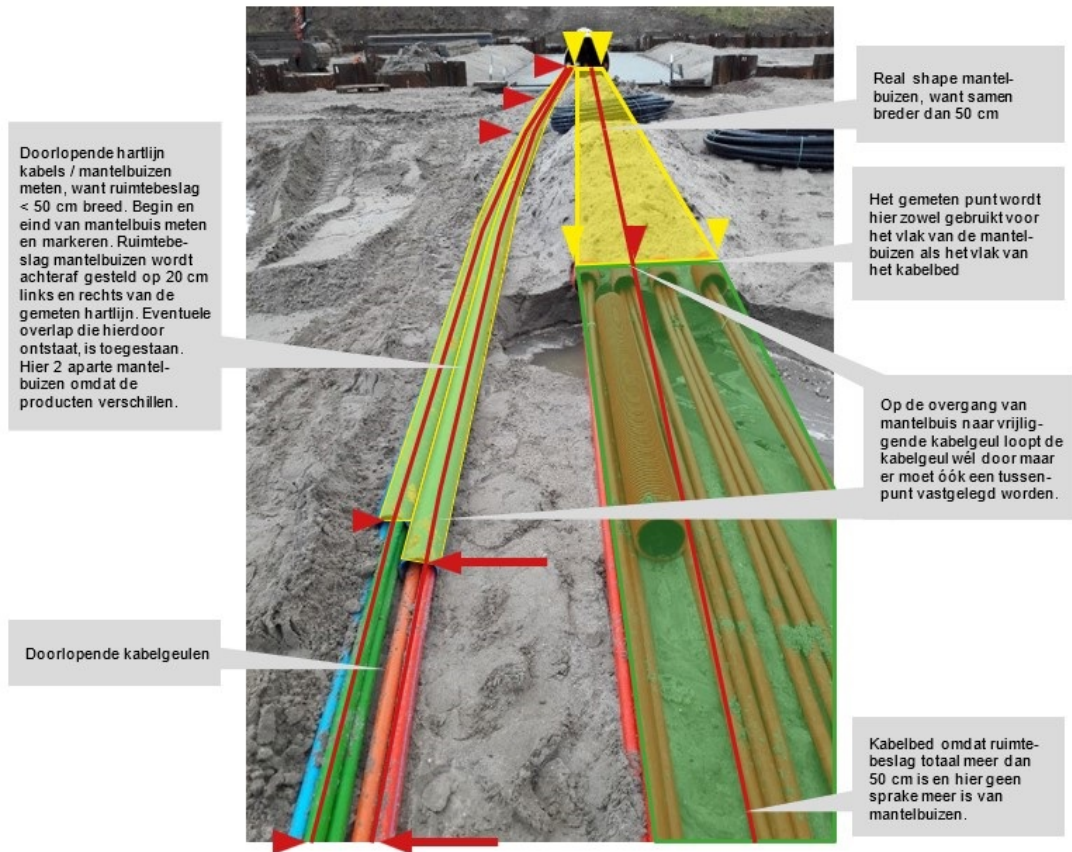 Real shape mantel-
buizen, want samen
breder dan 50 cm
Doorlopende hartlijn
kabels / mantelbuizen
meten, want ruimtebeslag
< 50 cm breed. Begin en
eind van mantelbuis meten
en markeren. Ruimtebe-
slag mantelbuizen wordt
achteraf gesteld op 20 cm
links en rechts van de
gemeten hartlijn. Eventuele
overlap die hierdoor
ontstaat, is toegestaan.
Hier 2 aparte mantel-
buizen omdat de
producten verschillen.
Het gemeten punt wordt
hier zowel gebruikt voor
het vlak van de mantel-
buizen als het vlak van
het kabelbed
Op de overgang van
mantelbuis naar vrijlig-
gende kabelgeul loopt de
kabelgeul wél door maar
er moet óók een tussen-
punt vastgelegd worden.
Doorlopende kabelgeulen
Kabelbed omdat ruimte-
beslag totaal meer dan
50 cm is en hier geen
sprake meer is van
mantelbuizen.